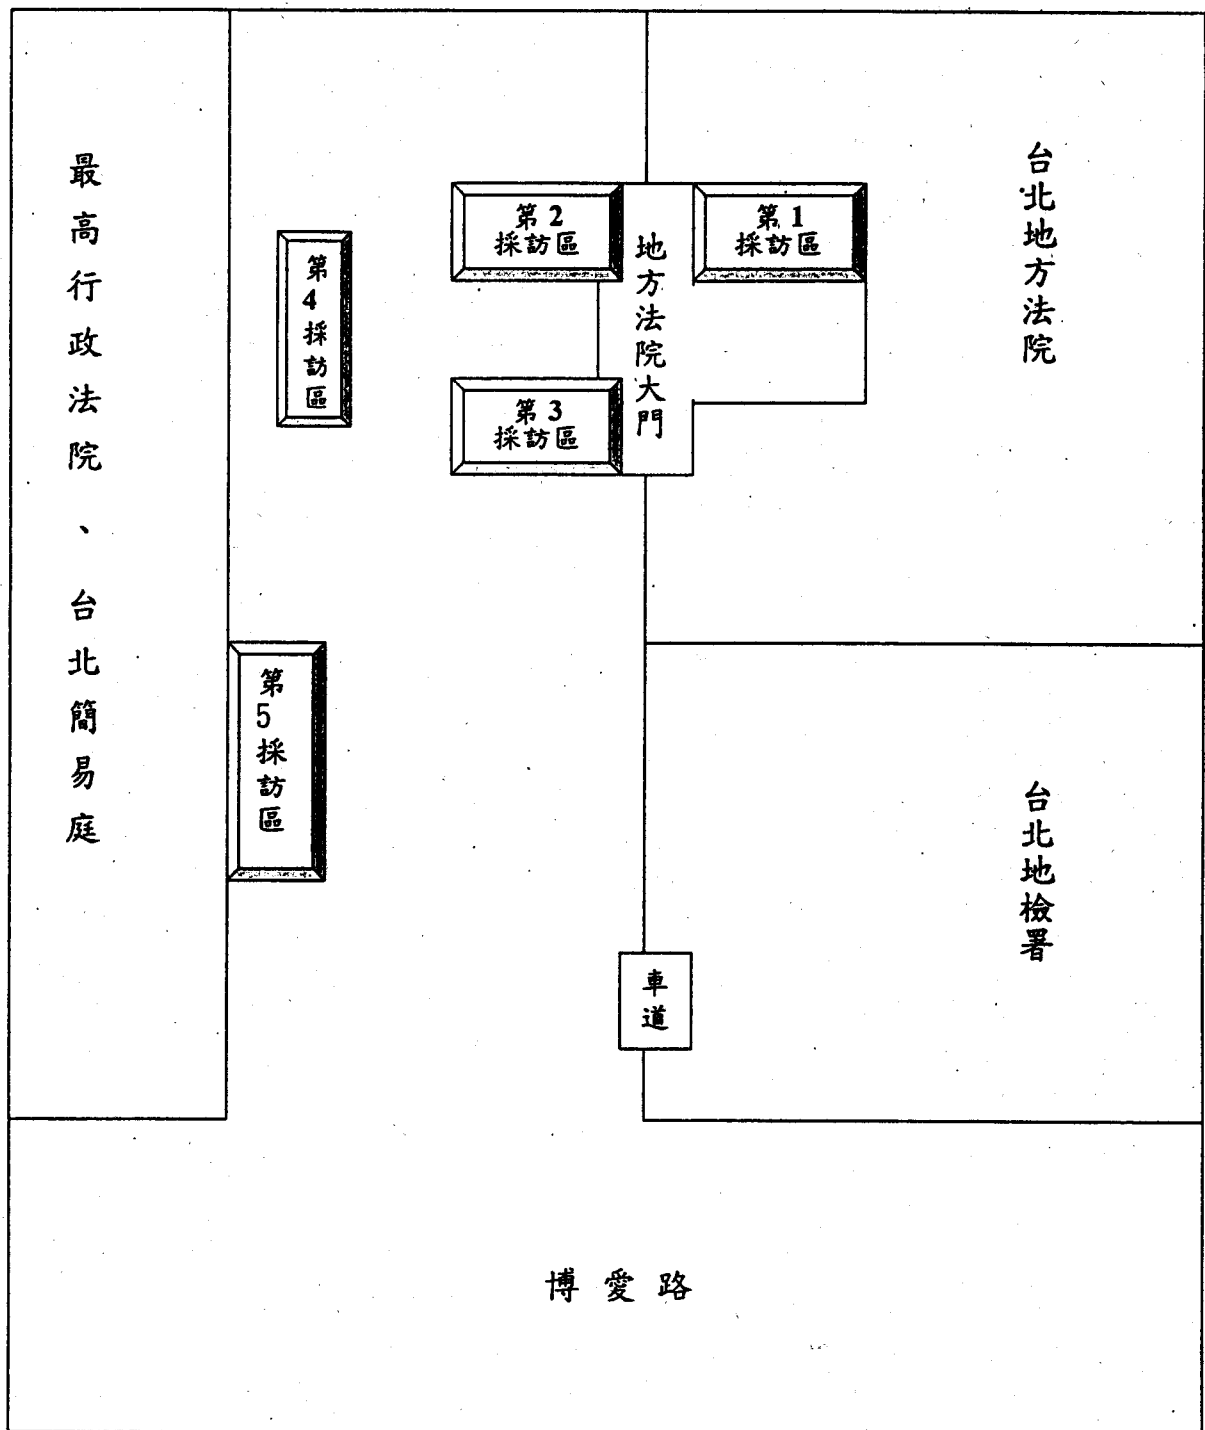 最高行政法院、台北簡易庭
第4採訪區
第2
採訪區
地方法院大門
第1
採訪區
台北地方法院
第3
採訪區
第5採訪區
台北地檢署
車道
博愛路